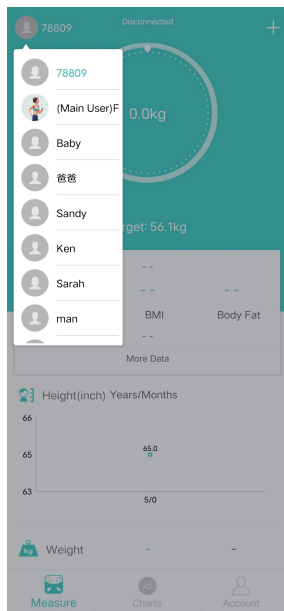 78809
Disconnected
+
78809
(Main User)F
Baby
爸爸
Sandy
Ken
Sarah
man
0.0kg
rget: 56.1kg
- -
- -
- -
BMI
Body Fat
- -
More Data
Height(inch) Years/Months
66
65
65.0
63
5/0
kg
Weight
-
-
Measure
Charts
Account